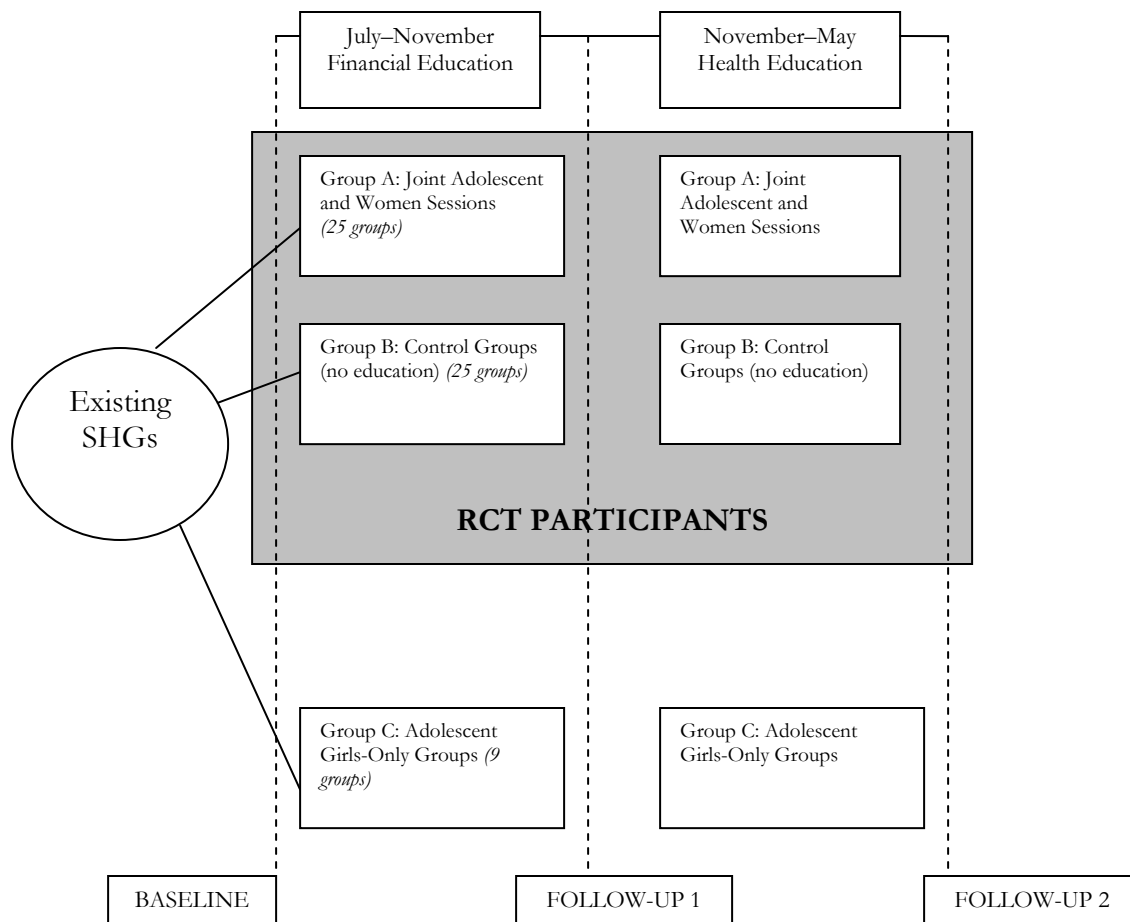 July–November
Financial Education
November–May
Health Education
Group A: Joint Adolescent
and Women Sessions
(25 groups)
Group A: Joint
Adolescent and
Women Sessions
Group B: Control Groups
(no education) (25 groups)
Group B: Control
Groups (no education)
Existing
SHGs
RCT PARTICIPANTS
Group C: Adolescent
Girls-Only Groups (9
groups)
Group C: Adolescent
Girls-Only Groups
BASELINE
FOLLOW-UP 1
FOLLOW-UP 2